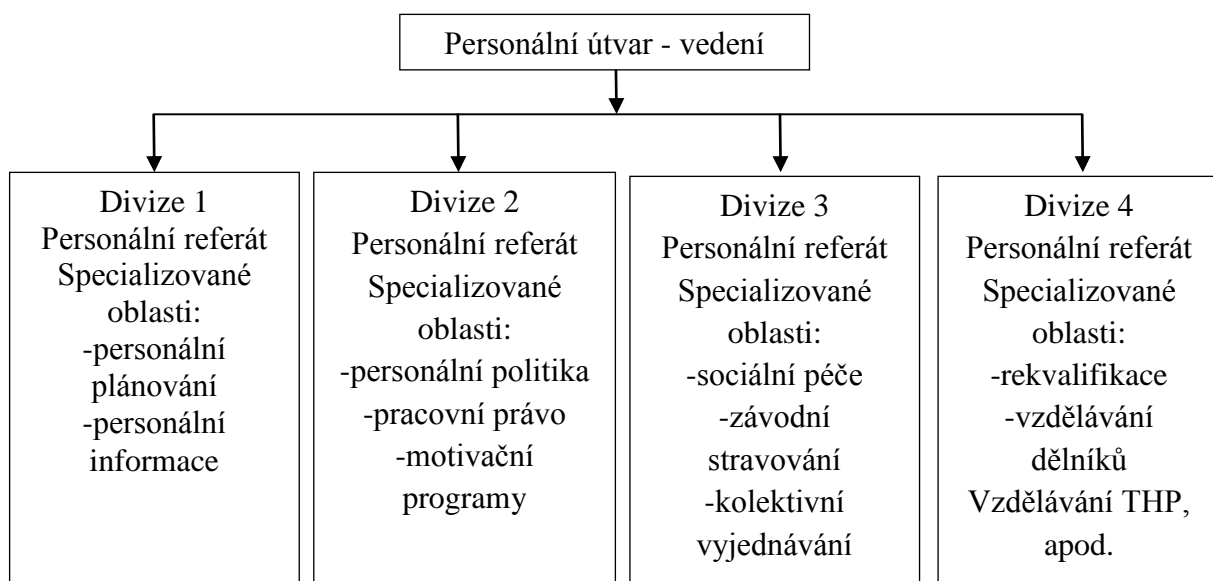 Personální útvar - vedení
Divize 1
Personální referát
Specializované
oblasti:
-personální
plánování
-personální
informace
Divize 2
Personální referát
Specializované
oblasti:
-personální politika
-pracovní právo
-motivační
programy
Divize 3
Personální referát
Specializované
oblasti:
-sociální péče
-závodní
stravování
-kolektivní
vyjednávání
Divize 4
Personální referát
Specializované
oblasti:
-rekvalifikace
-vzdělávání
dělníků
Vzdělávání THP,
apod.